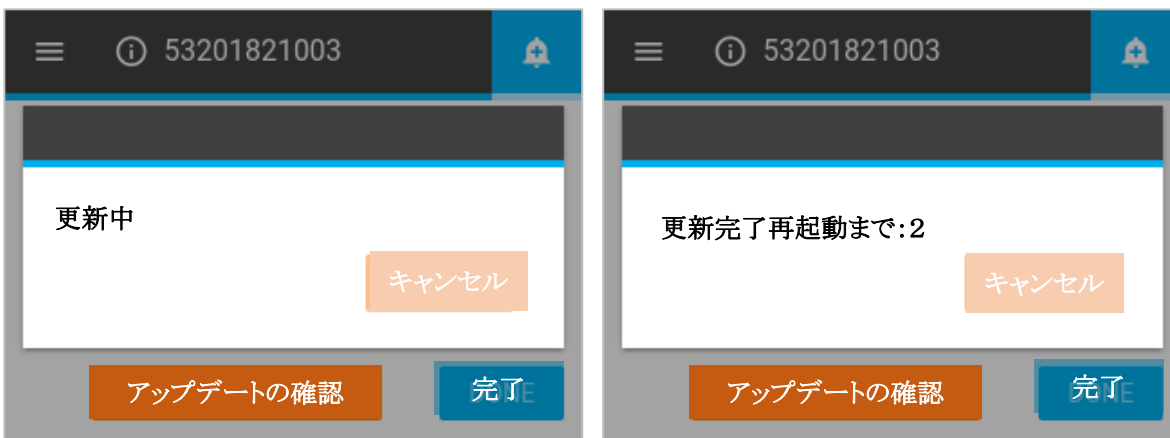 53201821003
更新中
キャンセル
アップデートの確認
完了
53201821003
更新完了再起動まで:2
キャンセル
アップデートの確認
完了